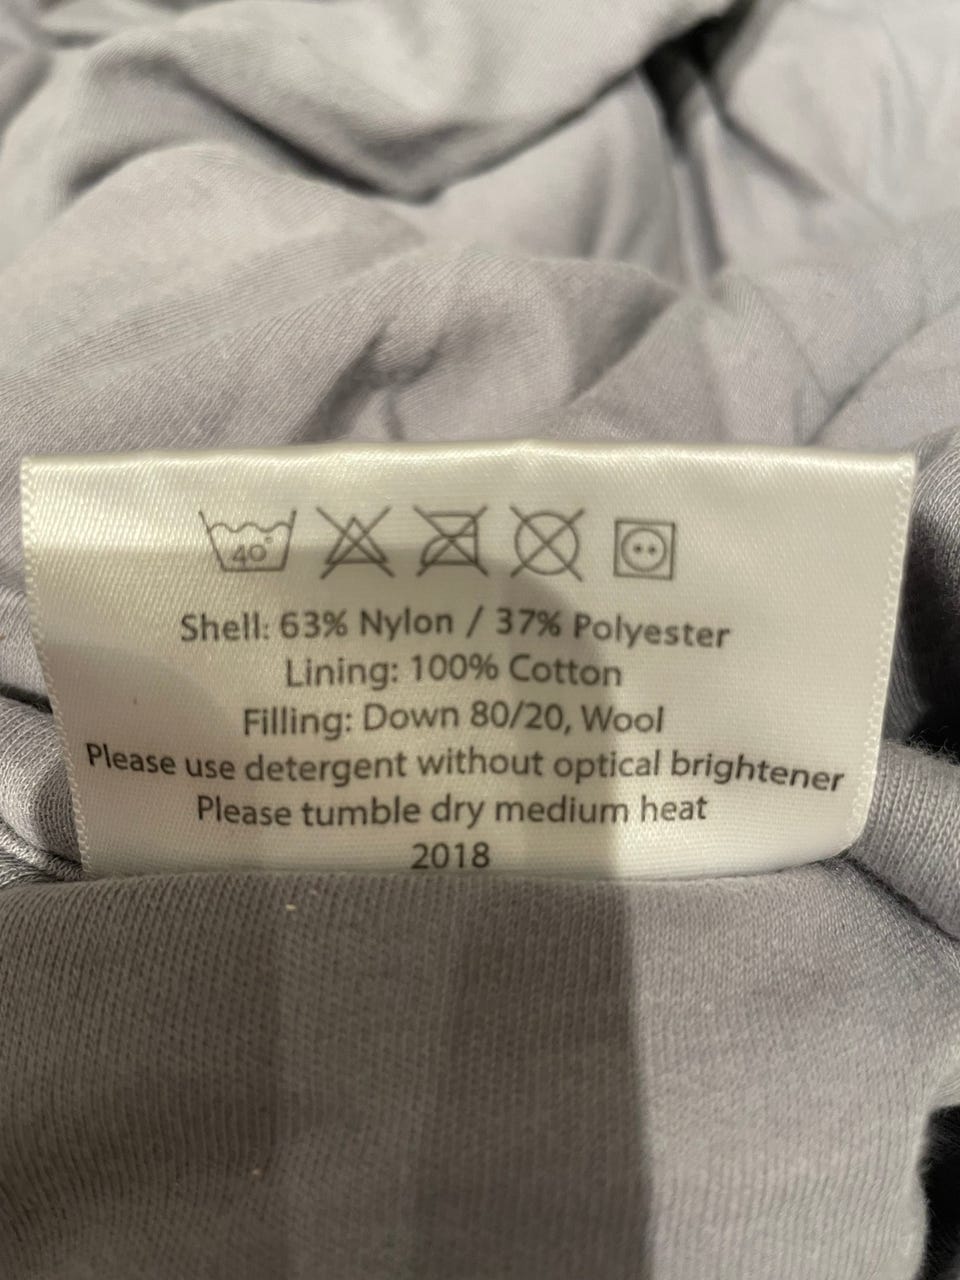 40°
Shell: 63% Nylon / 37% Polyester
Lining: 100% Cotton
Filling: Down 80/20, Wool
Please use detergent without optical brightener
Please tumble dry medium heat
2018